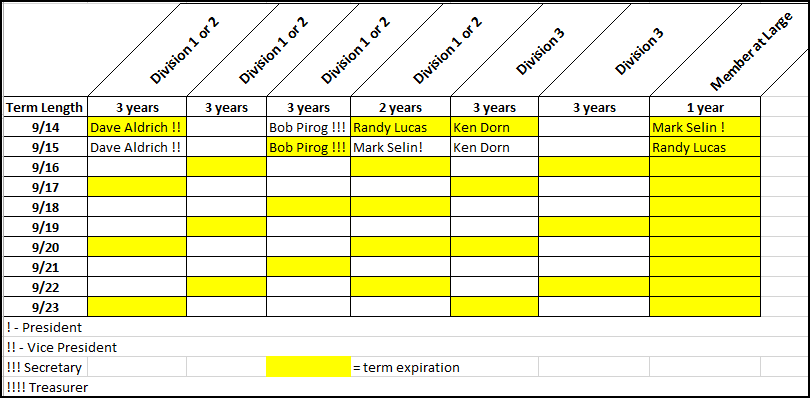 Division 1 or 2 Division 1 or 2 Division 1 or 2 Division 1 or 2 Division 3 Division 3 Member at Large
Term Length 3 years 3 years 3 years 2 years 3 years 3 years 1 year
9/14 Dave Aldrich !! Bob Pirog !!! Randy Lucas Ken Dorn Mark Selin !
9/15 Dave Aldrich !! Bob Pirog !!! Mark Selin! Ken Dorn Randy Lucas
9/16
9/17
9/18
9/19
9/20
9/21
9/22
9/23
! - President
!! - Vice President
!!! Secretary = term expiration
!!!! Treasurer